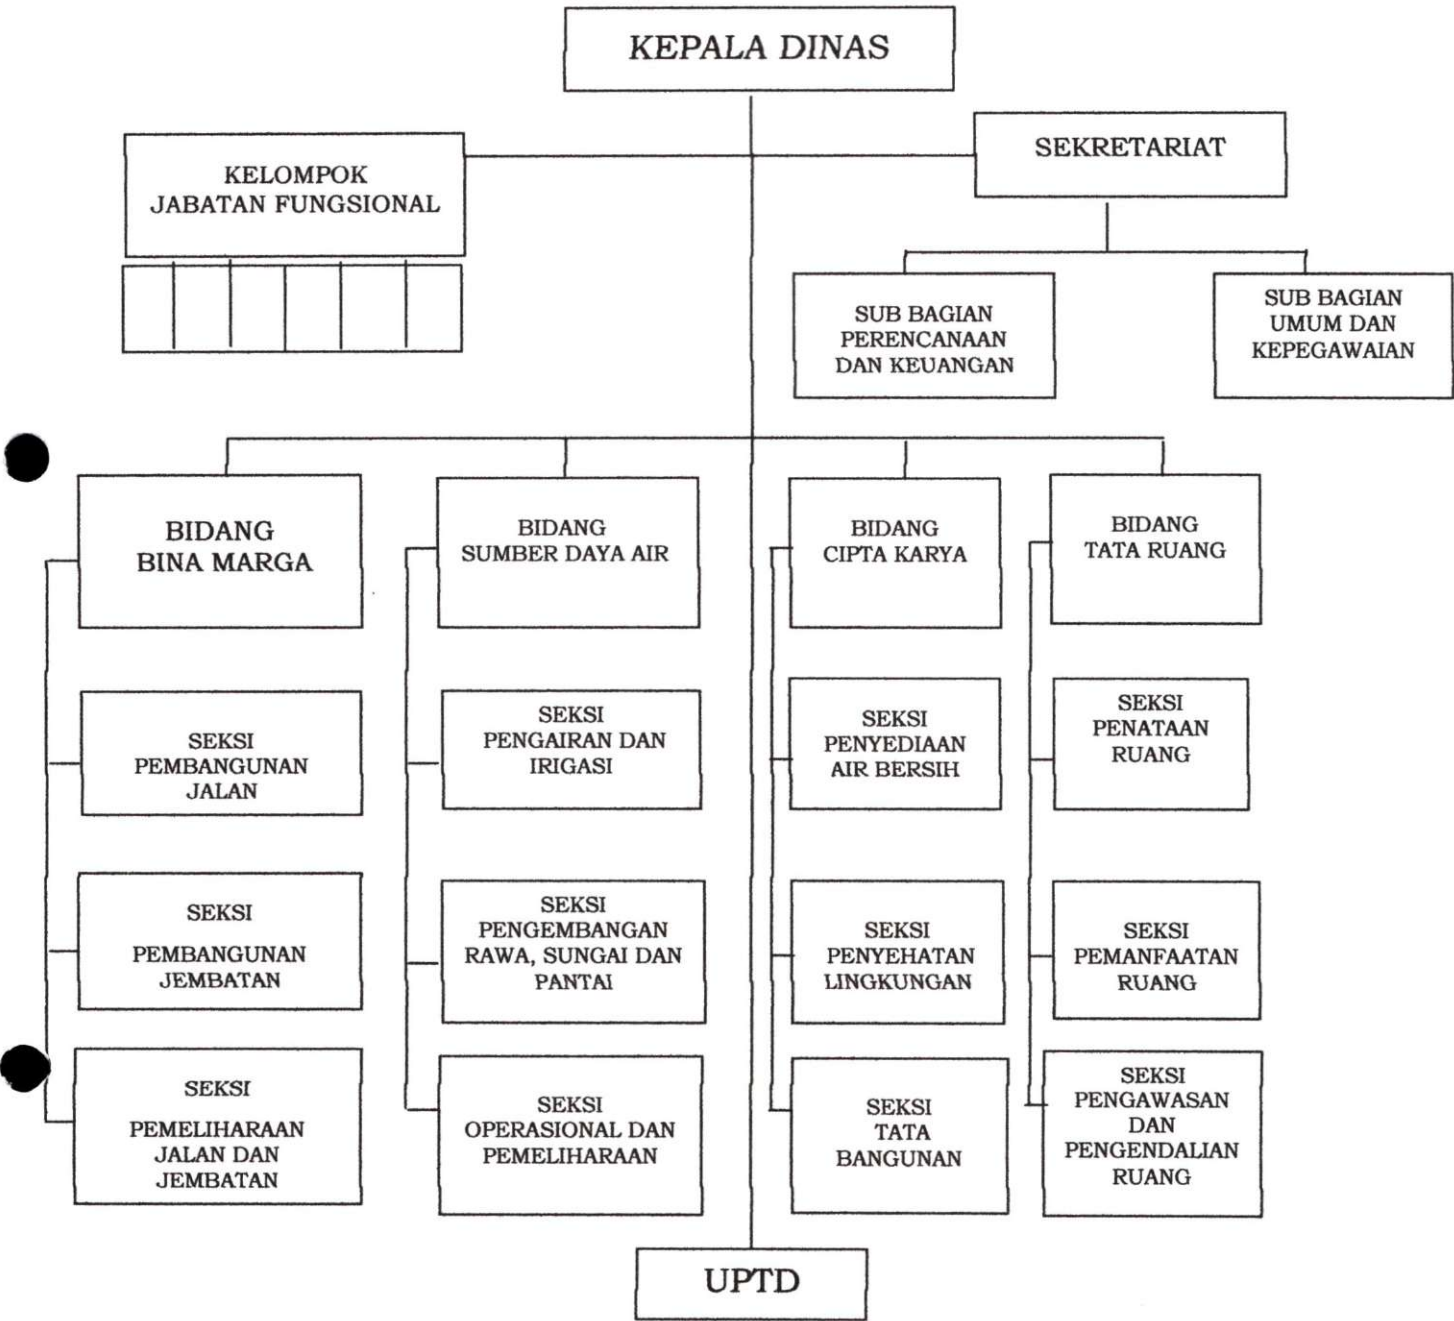 KEPALA DINAS
KELOMPOK
JABATAN FUNGSIONAL
SEKRETARIAT
SUB BAGIAN
PERENCANAAN
DAN KEUANGAN
SUB BAGIAN
UMUM DAN
KEPEGAWAIAN
BIDANG
BINA MARGA
BIDANG
SUMBER DAYA AIR
BIDANG
CIPTA KARYA
BIDANG
TATA RUANG
SEKSI
PEMBANGUNAN
JALAN
SEKSI
PENGAIRAN DAN
IRIGASI
SEKSI
PENYEDIAAN
AIR BERSIH
SEKSI
PENATAAN
RUANG
SEKSI
PEMBANGUNAN
JEMBATAN
SEKSI
PENGEMBANGAN
RAWA, SUNGAI DAN
PANTAI
SEKSI
PENYEHATAN
LINGKUNGAN
SEKSI
PEMANFAATAN
RUANG
SEKSI
PEMELIHARAAN
JALAN DAN
JEMBATAN
SEKSI
OPERASIONAL DAN
PEMELIHARAAN
SEKSI
TATA
BANGUNAN
SEKSI
PENGAWASAN
DAN
PENGENDALIAN
RUANG
UPTD